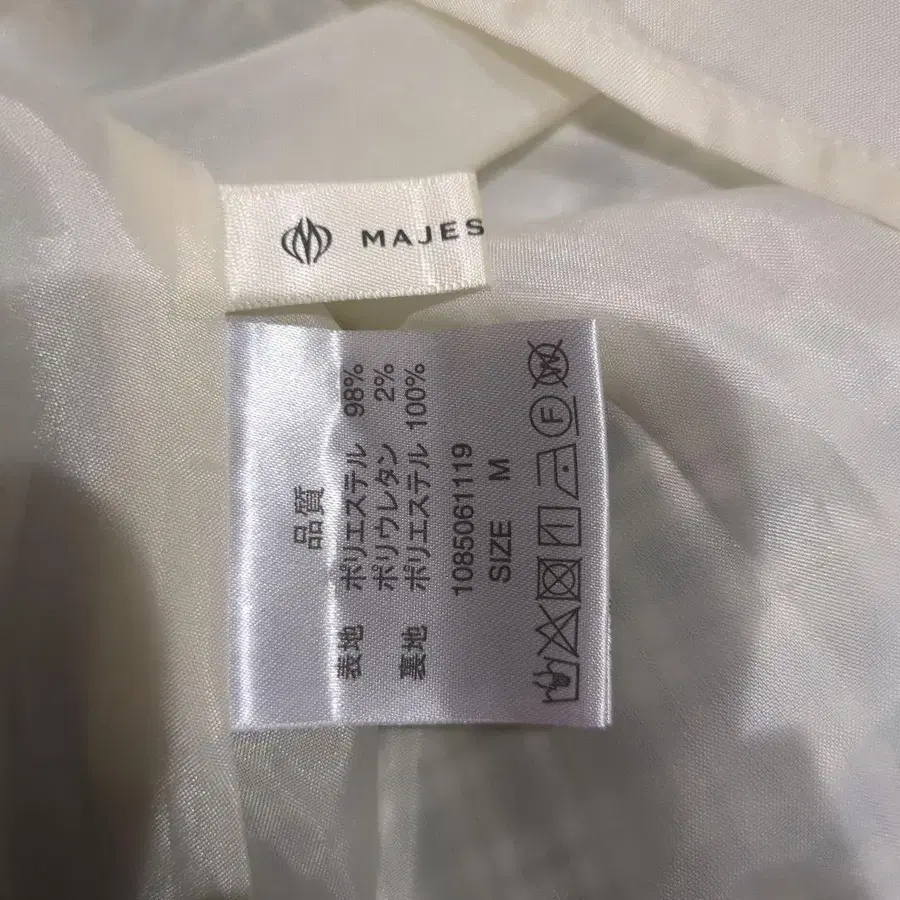 MAJES
品質
表地 ポリエステル 98%
ポリウレタン 2%
裏地 ポリエステル 100%
1085061119
SIZE M
F